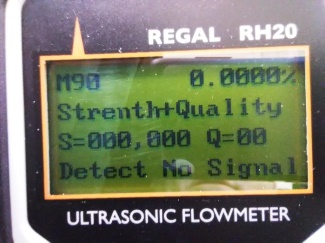 REGAL RH20
M90 0.0000%
Strenth+Quality
S=000,000 Q=00
Detect No Signal
ULTRASONIC FLOWMETER